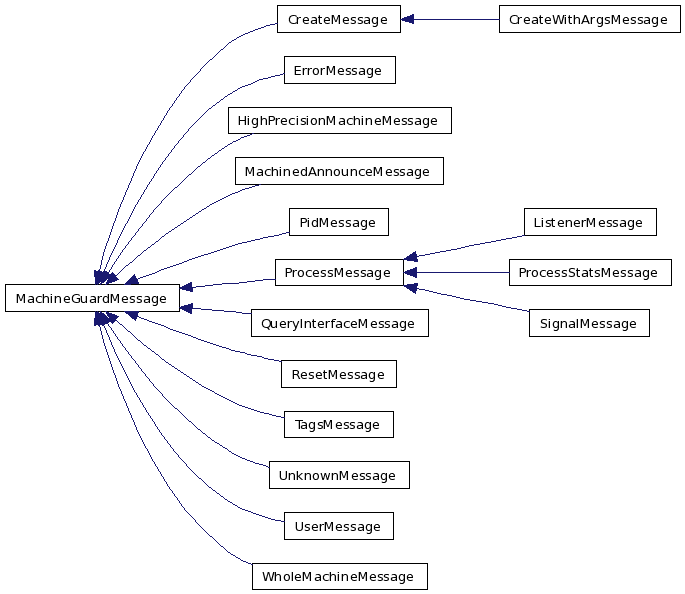 CreateMessage
CreateWithArgsMessage
ErrorMessage
HighPrecisionMachineMessage
MachinedAnnounceMessage
PidMessage
ListenerMessage
ProcessMessage
ProcessStatsMessage
MachineGuardMessage
QueryInterfaceMessage
SignalMessage
ResetMessage
TagsMessage
UnknownMessage
UserMessage
WholeMachineMessage